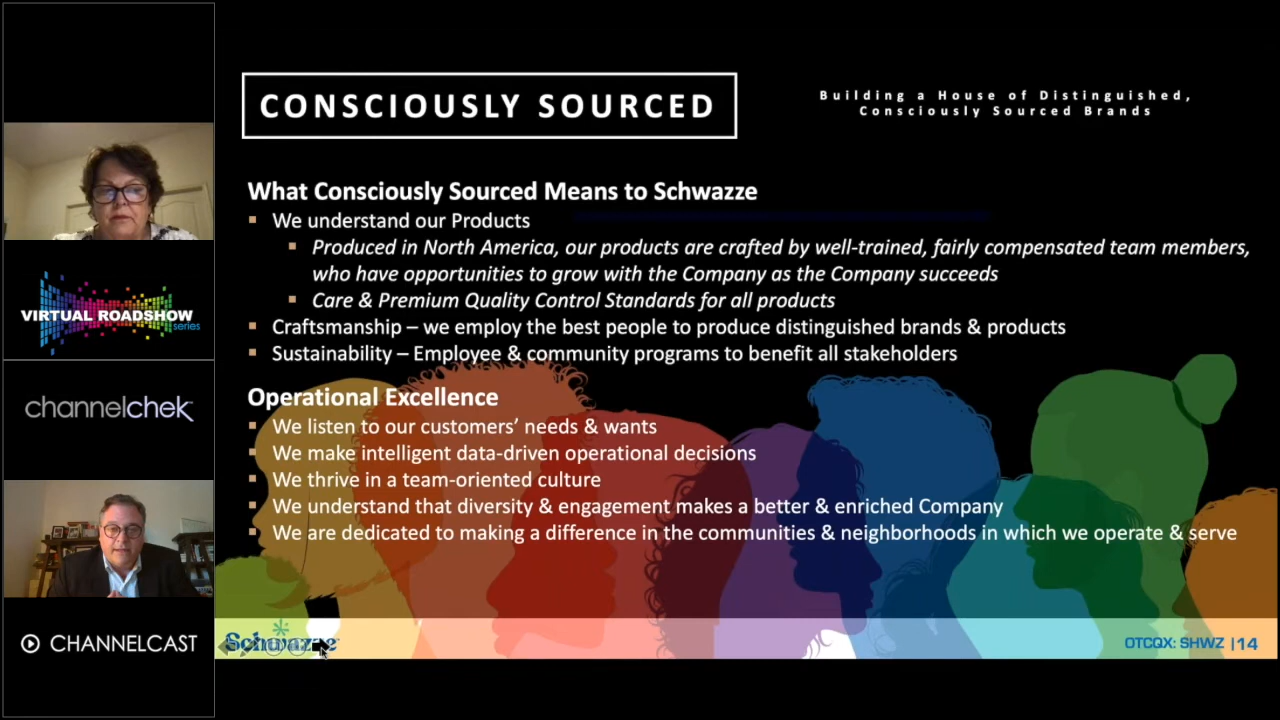 CONSCIOUSLY SOURCED
Building a House of Distinguished,
Consciously Sourced Brands
What Consciously Sourced Means to Schwazze
We understand our Products
Produced in North America, our products are crafted by well-trained, fairly compensated team members,
who have opportunities to grow with the Company as the Company succeeds
Care & Premium Quality Control Standards for all products
Craftsmanship – we employ the best people to produce distinguished brands & products
Sustainability – Employee & community programs to benefit all stakeholders
Operational Excellence
We listen to our customers’ needs & wants
We make intelligent data-driven operational decisions
We thrive in a team-oriented culture
We understand that diversity & engagement makes a better & enriched Company
We are dedicated to making a difference in the communities & neighborhoods in which we operate & serve
Schwazze
OTCQX: SHWZ | 14
VIRTUAL ROADSHOW
series
channelchek
CHANNELCAST